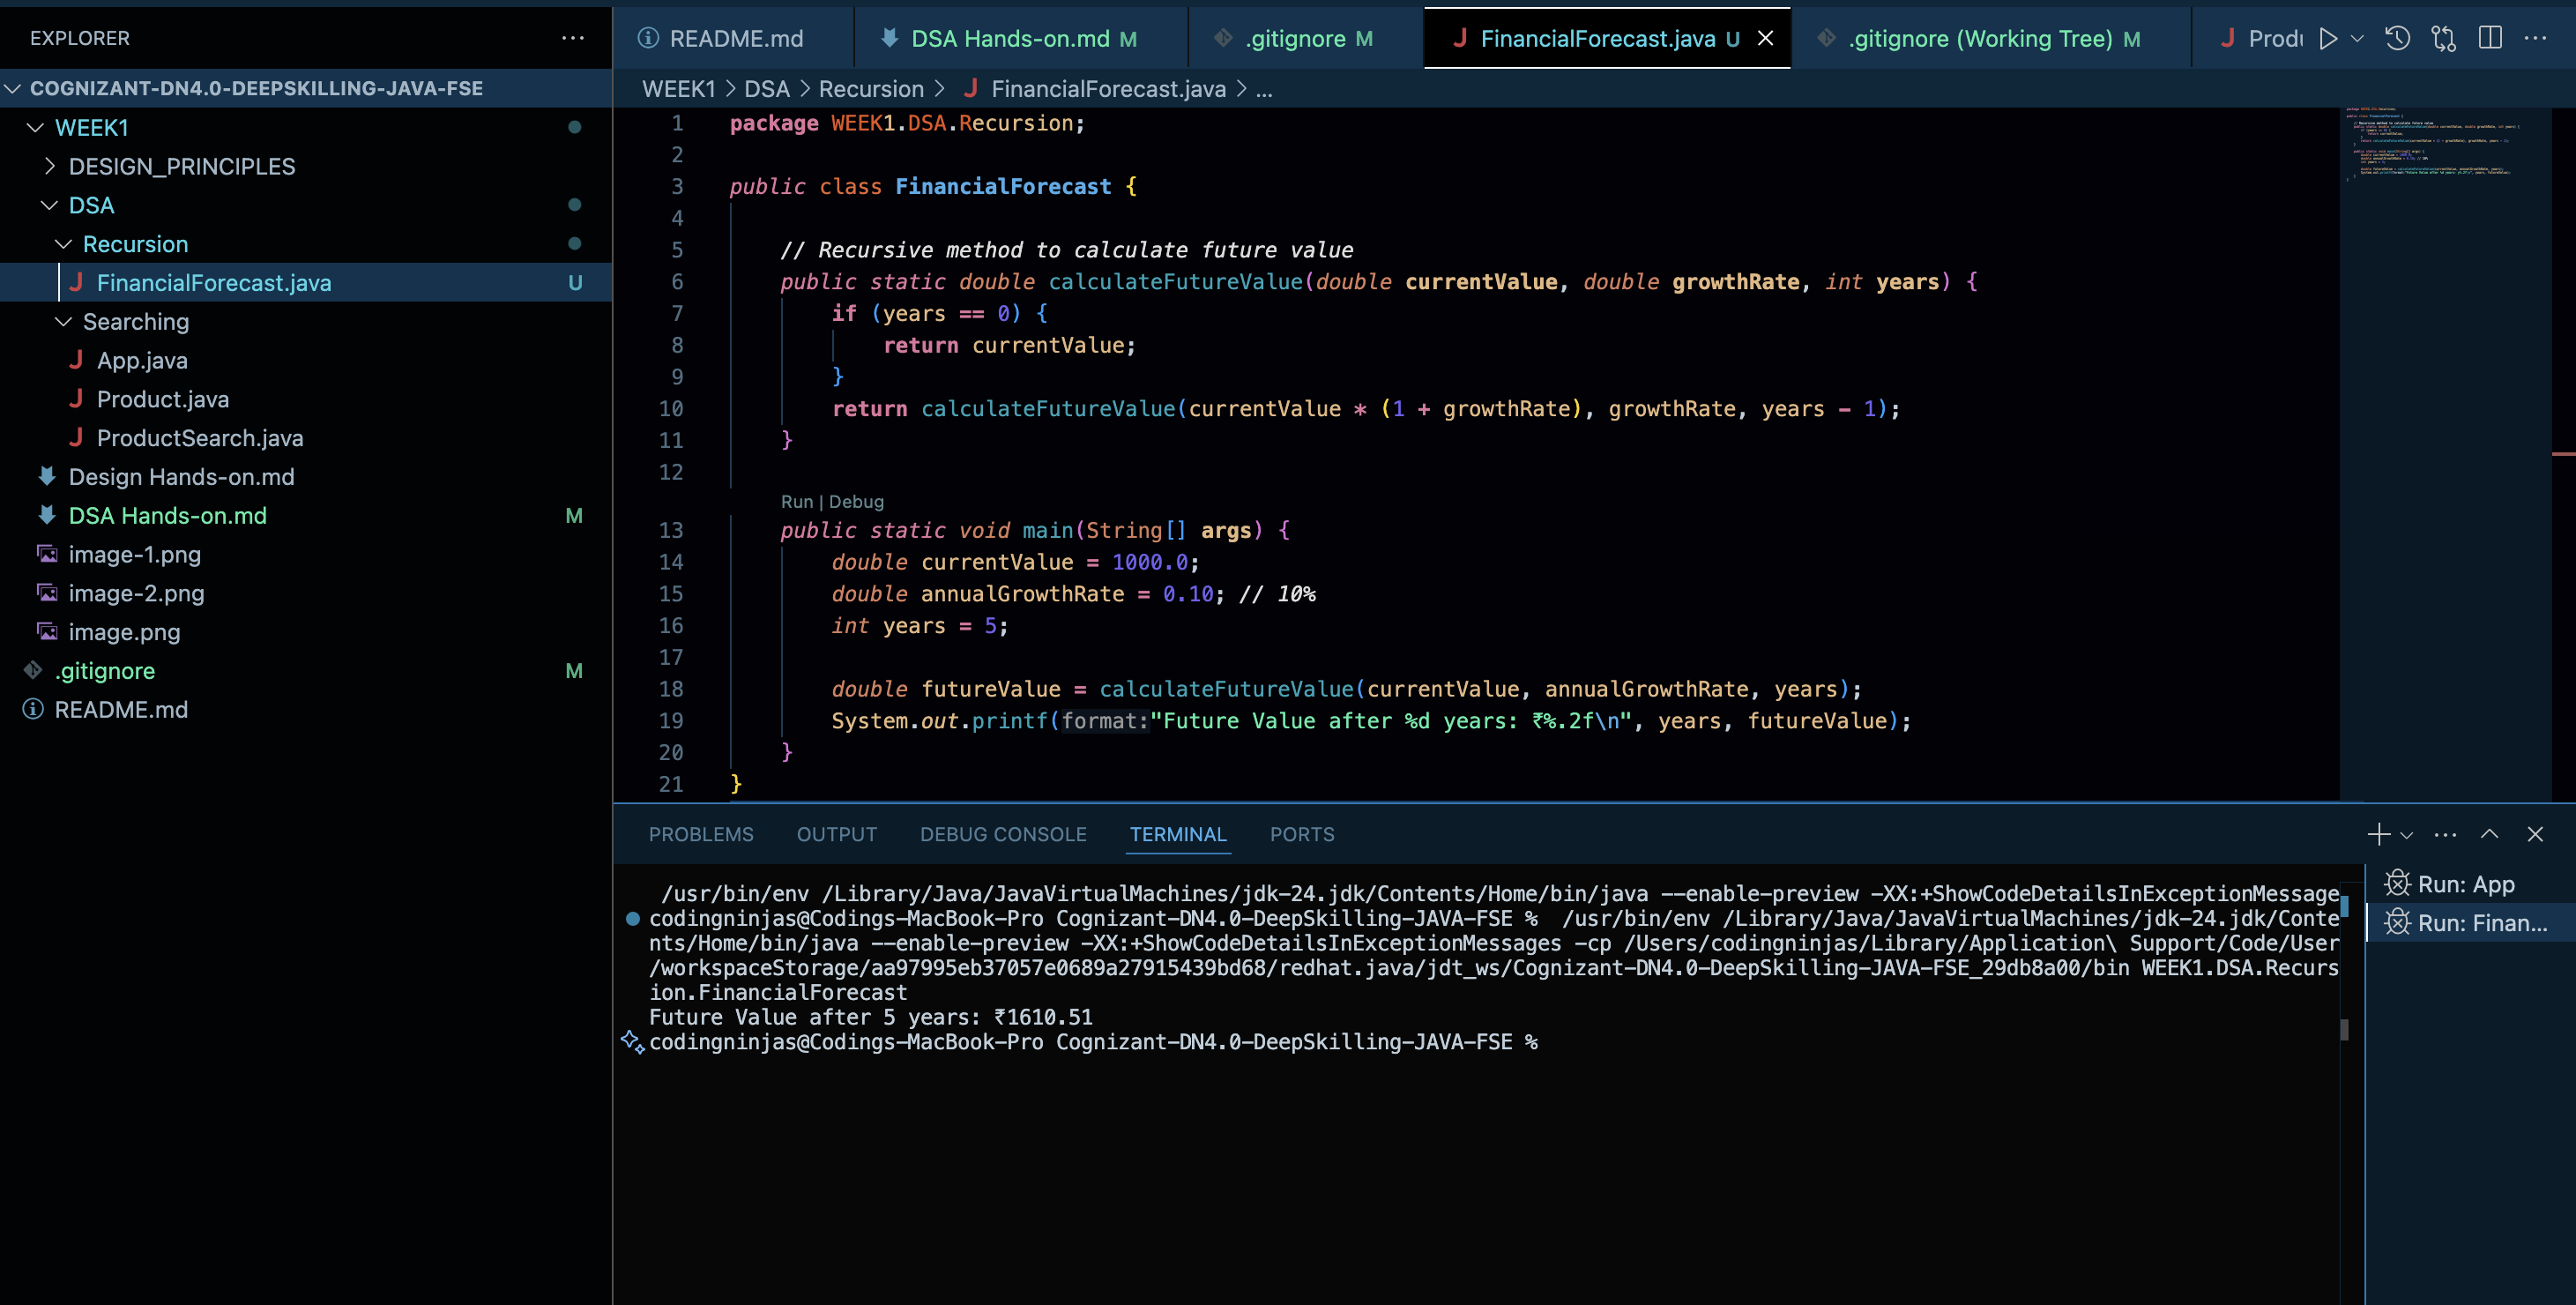 EXPLORER
COGNIZANT-DN4.0-DEEPSKILLING-JAVA-FSE
WEEK1
DESIGN_PRINCIPLES
DSA
Recursion
FinancialForecast.java U
Searching
App.java
Product.java
ProductSearch.java
Design Hands-on.md
DSA Hands-on.md M
image-1.png
image-2.png
image.png
.gitignore M
README.md
README.md DSA Hands-on.md M .gitignore M FinancialForecast.java U .gitignore (Working Tree) M Produ
WEEK1 > DSA > Recursion > FinancialForecast.java > ...
1 package WEEK1.DSA.Recursion;
2
3 public class FinancialForecast {
4
5 // Recursive method to calculate future value
6 public static double calculateFutureValue(double currentValue, double growthRate, int years) {
7 if (years == 0) {
8 return currentValue;
9 }
10 return calculateFutureValue(currentValue * (1 + growthRate), growthRate, years - 1);
11 }
12
Run | Debug
13 public static void main(String[] args) {
14 double currentValue = 1000.0;
15 double annualGrowthRate = 0.10; // 10%
16 int years = 5;
17
18 double futureValue = calculateFutureValue(currentValue, annualGrowthRate, years);
19 System.out.printf(format:"Future Value after %d years: ₹%.2f\n", years, futureValue);
20 }
21 }
PROBLEMS OUTPUT DEBUG CONSOLE TERMINAL PORTS
/usr/bin/env /Library/Java/JavaVirtualMachines/jdk-24.jdk/Contents/Home/bin/java --enable-preview -XX:+ShowCodeDetailsInExceptionMessage
codingninjas@Codings-MacBook-Pro Cognizant-DN4.0-DeepSkilling-JAVA-FSE % /usr/bin/env /Library/Java/JavaVirtualMachines/jdk-24.jdk/Conte
nts/Home/bin/java --enable-preview -XX:+ShowCodeDetailsInExceptionMessages -cp /Users/codingninjas/Library/Application\ Support/Code/User
/workspaceStorage/aa97995eb37057e0689a27915439bd68/redhat.java/jdt_ws/Cognizant-DN4.0-DeepSkilling-JAVA-FSE_29db8a00/bin WEEK1.DSA.Recurs
ion.FinancialForecast
Future Value after 5 years: ₹1610.51
codingninjas@Codings-MacBook-Pro Cognizant-DN4.0-DeepSkilling-JAVA-FSE %
Run: App
Run: Finan...